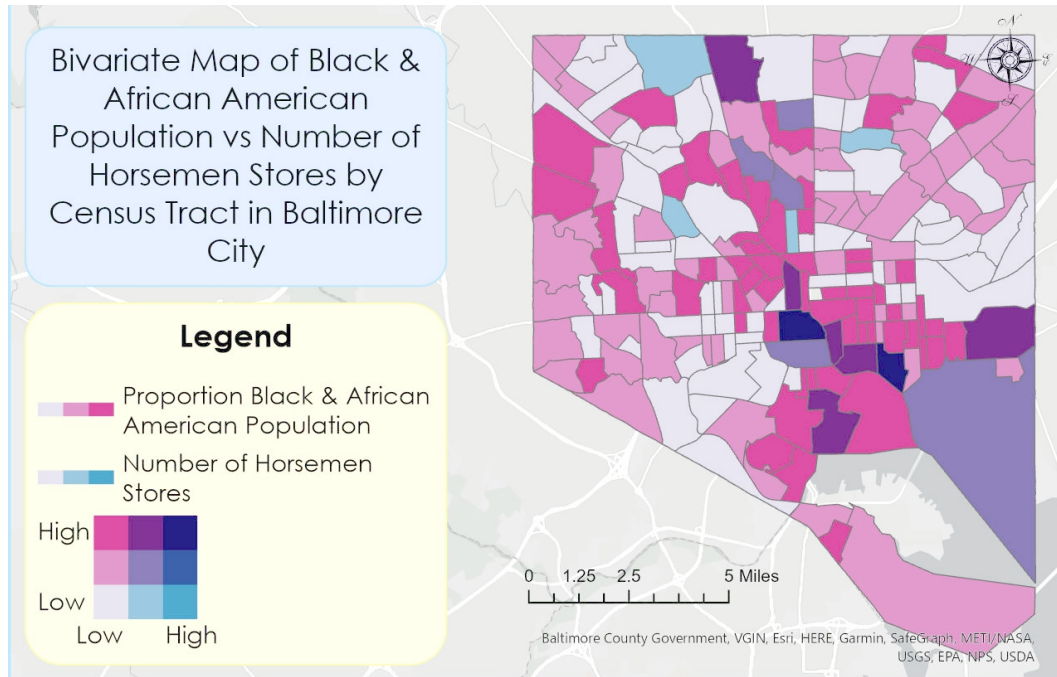 Bivariate Map of Black &
African American
Population vs Number of
Horsemen Stores by
Census Tract in Baltimore
City
Legend
Proportion Black & African
American Population
Number of Horsemen
Stores
High
Low
Low High
N
W
S
0 1.25 2.5 5 Miles
Baltimore County Government, VGIN, Esri, HERE, Garmin, SafeGraph, METI/NASA,
USGS, EPA, NPS, USDA